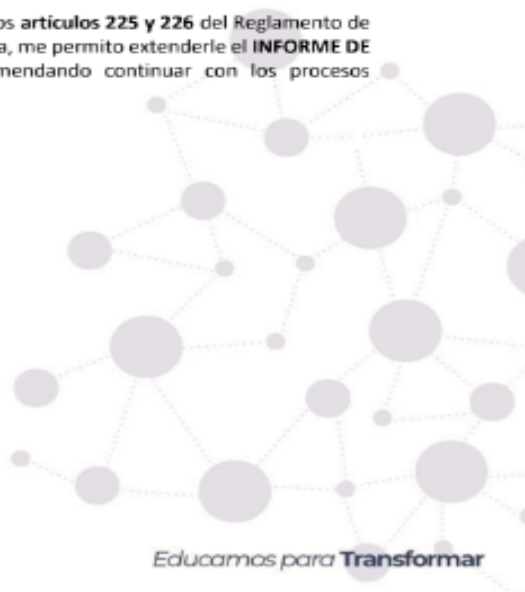 os artículos 225 y 226 del Reglamento de
a, me permito extenderle el INFORME DE
mendando continuar con los procesos
Educamos para Transformar